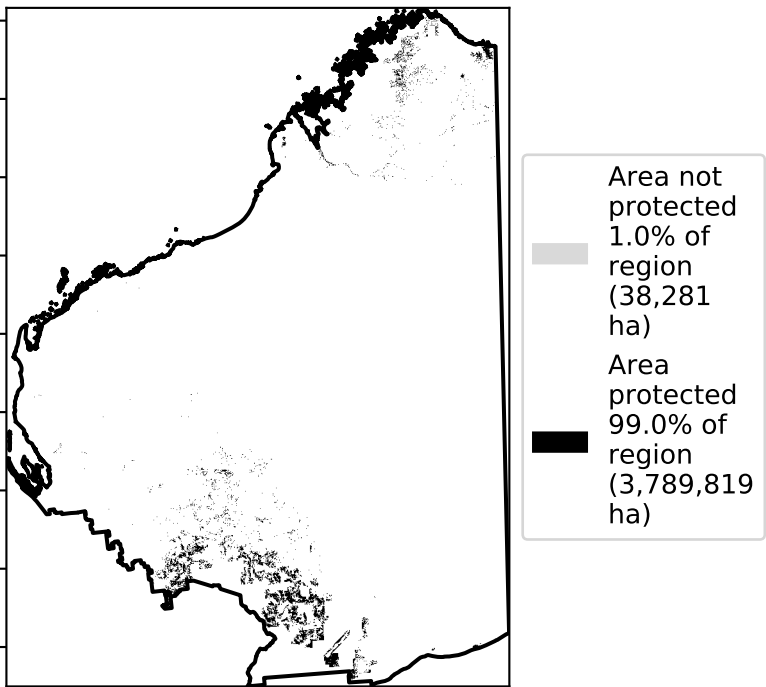 Area not
protected
1.0% of
region
(38,281
ha)
Area
protected
99.0% of
region
(3,789,819
ha)